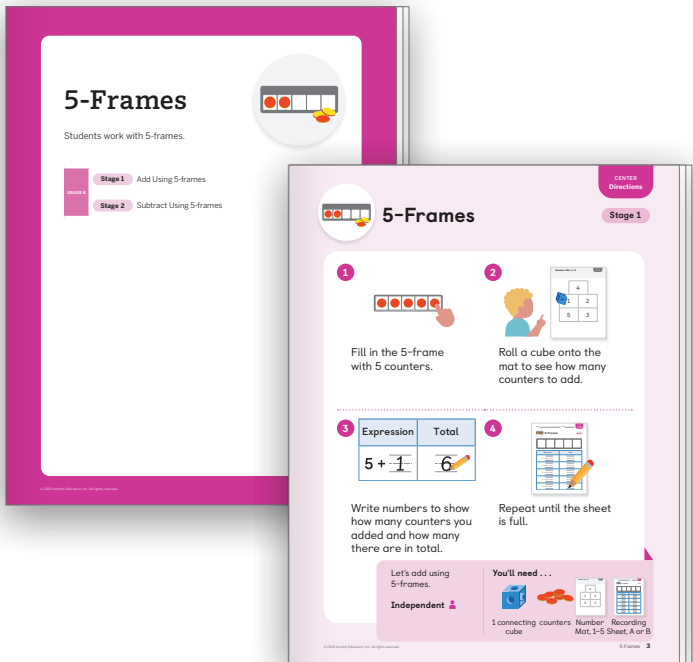 5-Frames
Students work with 5-frames.
GRADE K
Stage 1 Add Using 5-frames
Stage 2 Subtract Using 5-frames
CENTER
Directions
5-Frames
Stage 1
1
Fill in the 5-frame
with 5 counters.
2
4
1 2
5 3
Roll a cube onto the
mat to see how many
counters to add.
3
Expression Total
5 + 1 6
Write numbers to show
how many counters you
added and how many
there are in total.
4
Repeat until the sheet
is full.
Let's add using
5-frames.
Independent
You'll need . . .
1 connecting
cube
counters
Number
Mat, 1–5
Recording
Sheet, A or B
5-Frames 3